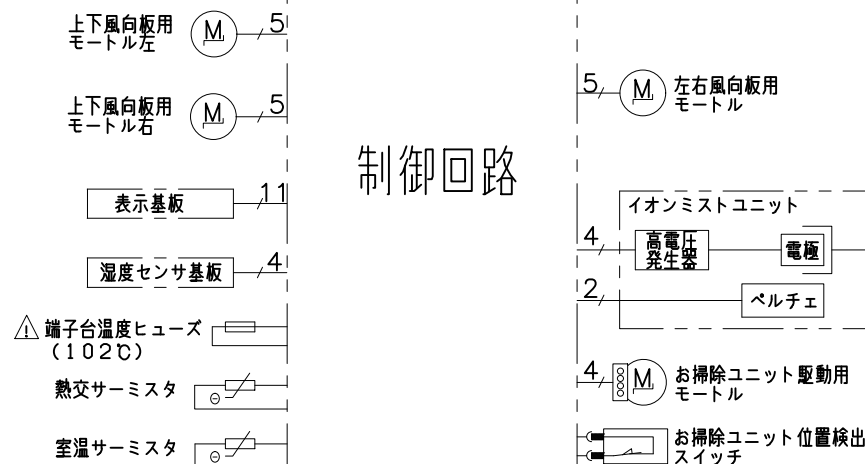 上下風向板用
モートル左
M
5
上下風向板用
モートル右
M
5
表示基板
11
湿度センサ基板
4
端子台温度ヒューズ
(102℃)
熱交サーミスタ
室温サーミスタ
制御回路
5
M
左右風向板用
モートル
イオンミストユニット
4
高電圧
発生器
電極
2
ペルチェ
4
M
お掃除ユニット駆動用
モートル
お掃除ユニット位置検出
スイッチ